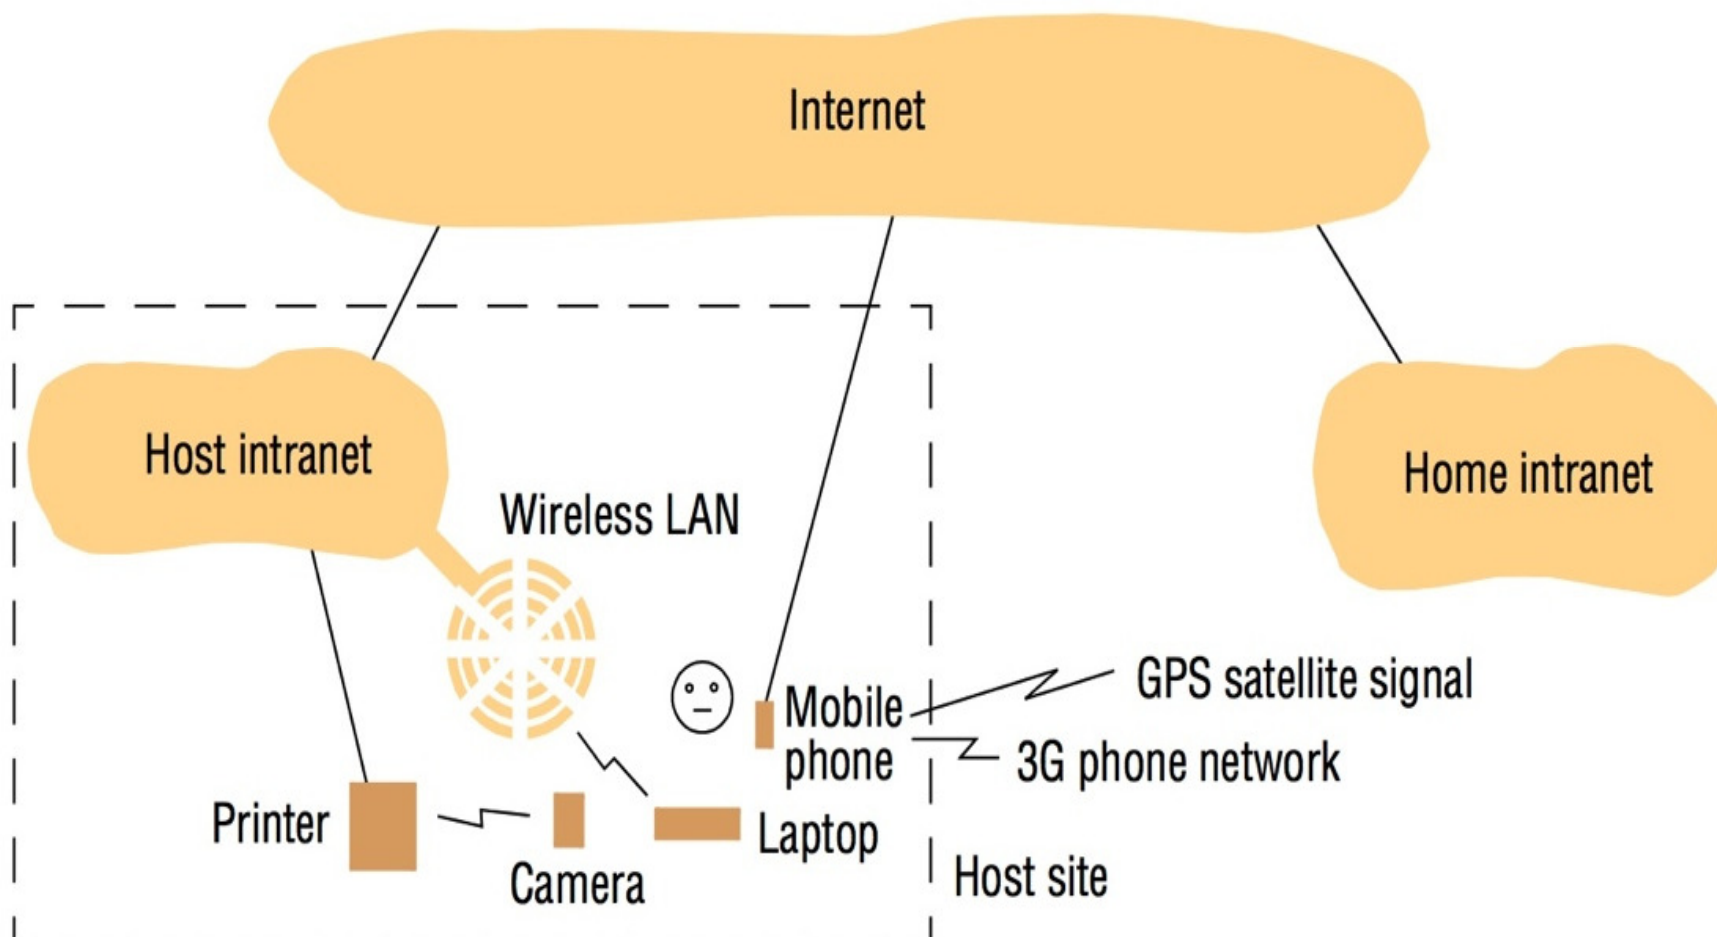 Internet
Host intranet
Wireless LAN
Home intranet
Mobile
phone
GPS satellite signal
3G phone network
Printer
Camera
Laptop
Host site